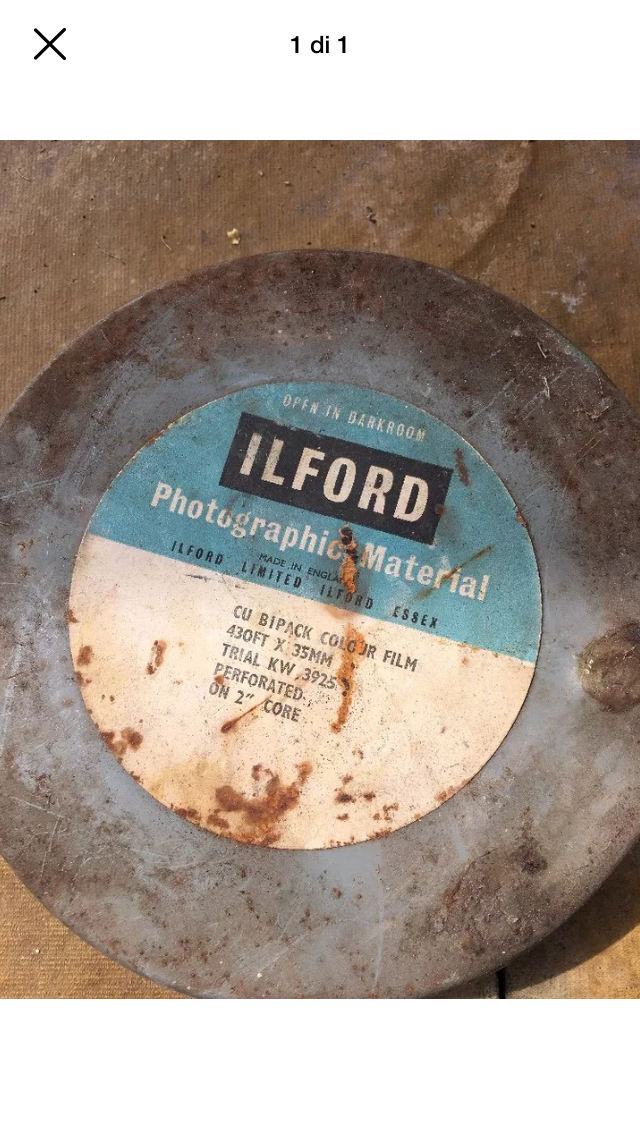 1 di 1
OPEN IN DARKROOM
ILFORD
Photographic Material
MADE IN ENGLAND
ILFORD LIMITED ILFORD ESSEX
CU BIPACK COLOUR FILM
430FT X 35MM
TRIAL KW 3925
PERFORATED
ON 2" CORE